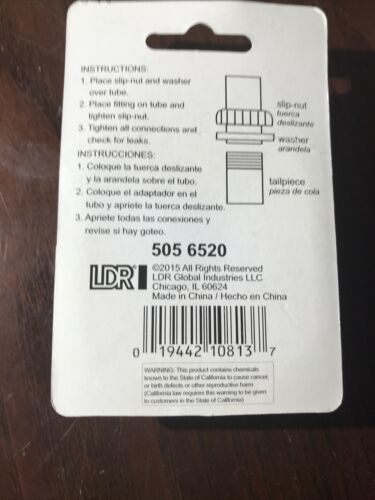 INSTRUCTIONS:
1. Place slip-nut and washer
over tube.
2. Place fitting on tube and
tighten slip-nut.
3. Tighten all connections and
check for leaks.
INSTRUCCIONES:
1. Coloque la tuerca deslizante
y la arandela sobre el tubo.
2. Coloque el adaptador en el
tubo y apriete la tuerca deslizante.
3. Apriete todas las conexiones y
revise si hay goteo.
slip-nut
tuerca
deslizante
washer
arandela
tailpiece
pieza de cola
505 6520
LDR
©2015 All Rights Reserved
LDR Global Industries LLC
Chicago, IL 60624
Made in China / Hecho en China
0 19442 10813 7
WARNING: This product contains chemicals
known to the State of California to cause cancer,
or birth defects or other reproductive harm.
(California law requires this warning to be given
to customers in the State of California)